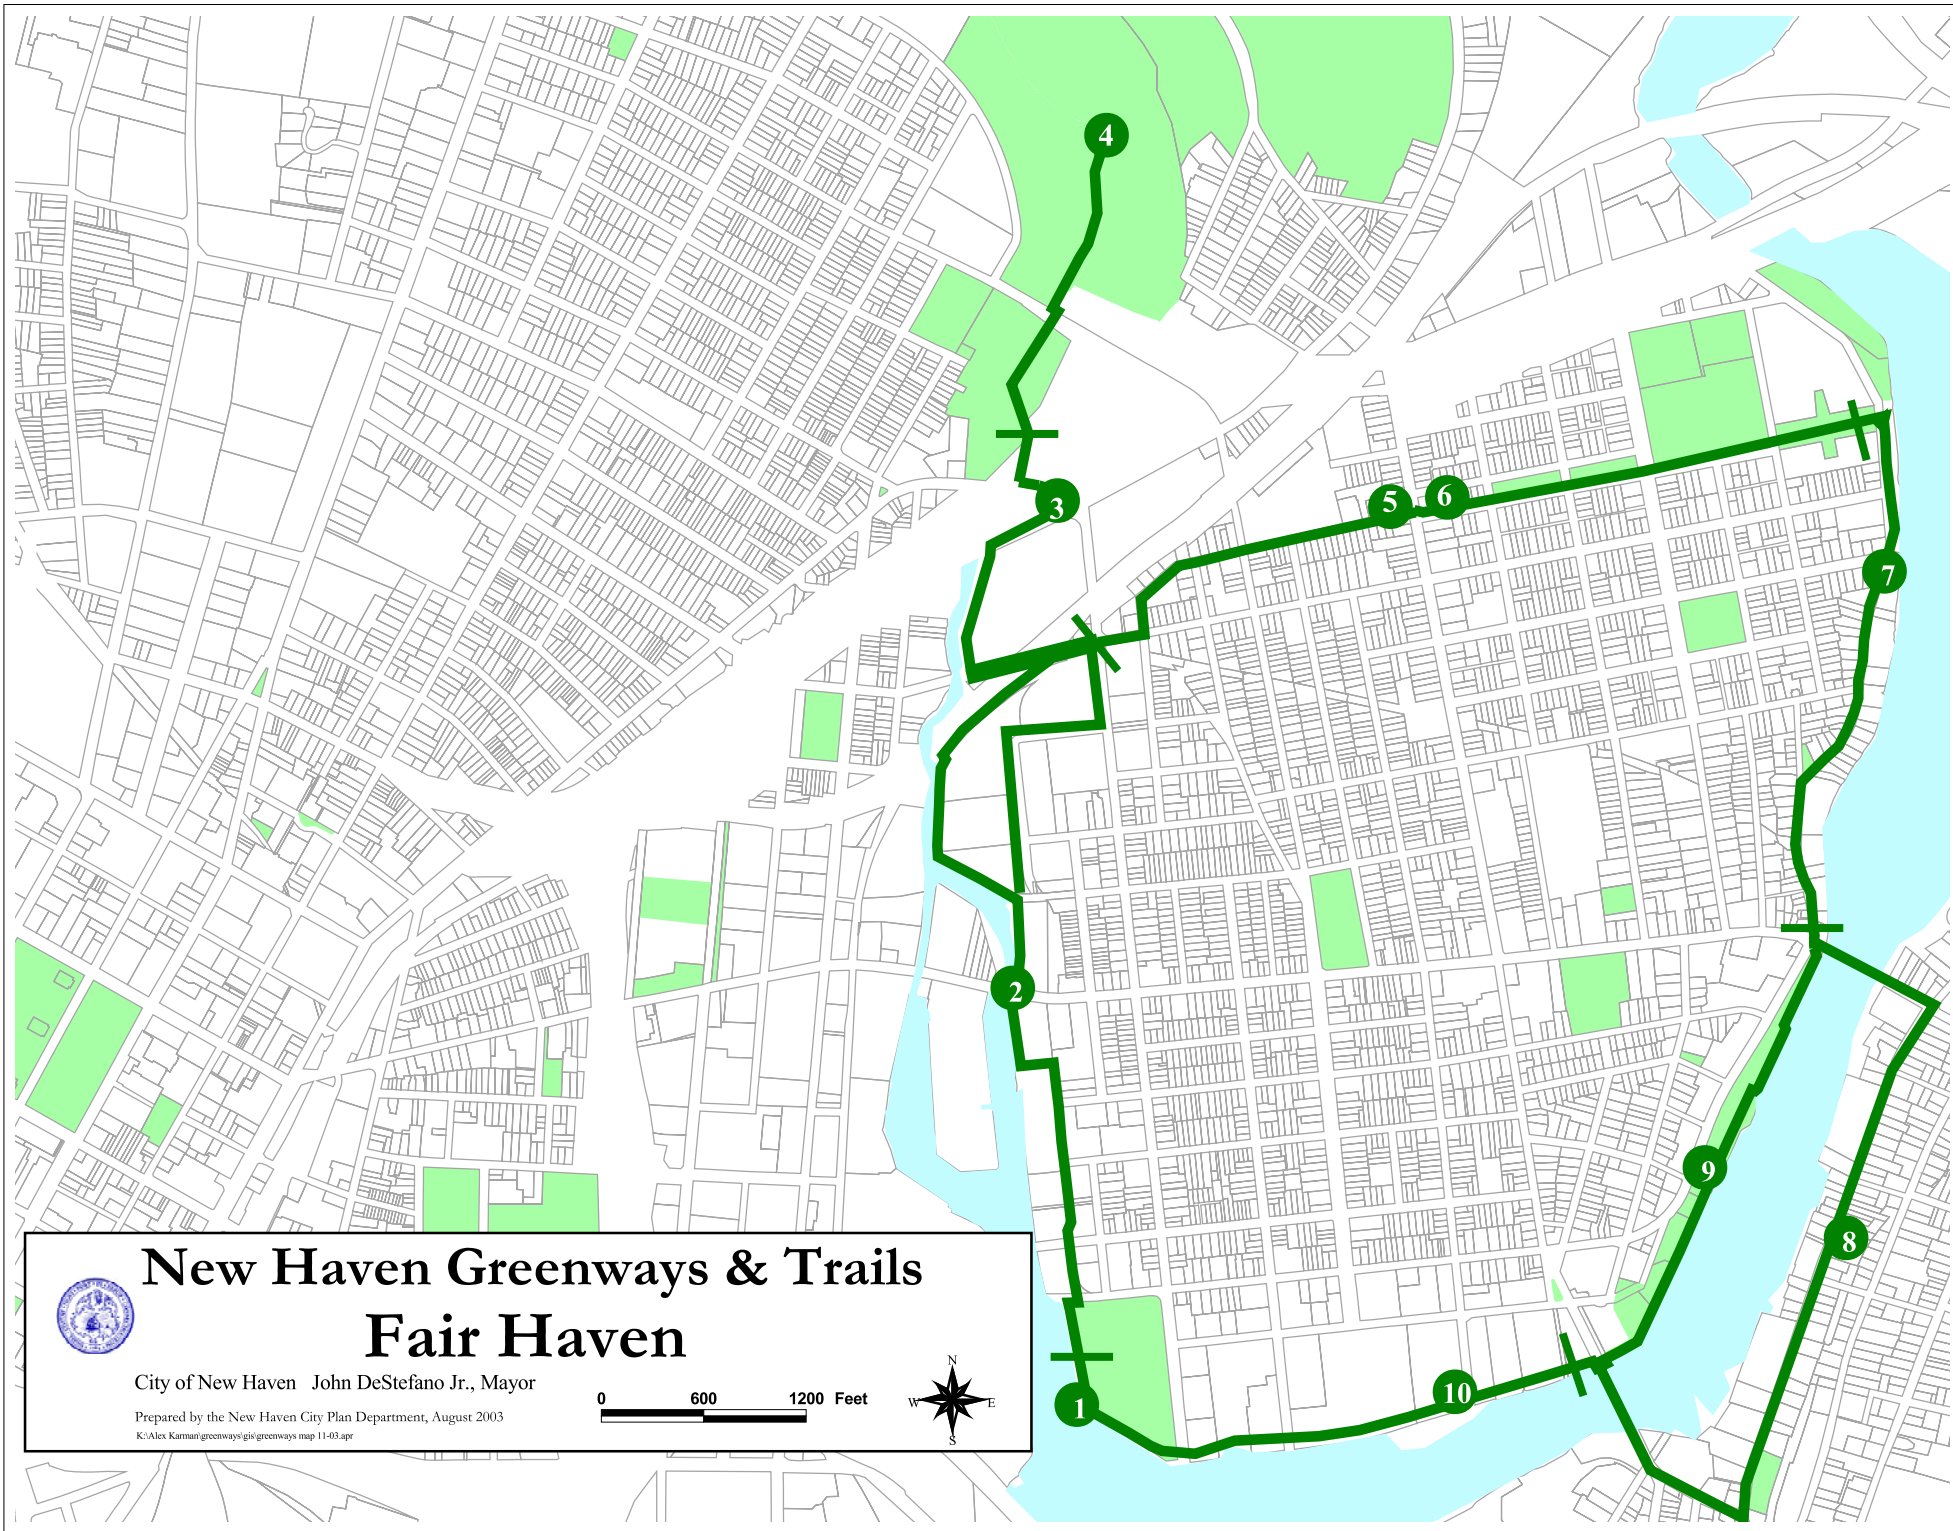 4
3
5
6
7
2
9
8
10
1
New Haven Greenways & Trails
Fair Haven
City of New Haven John DeStefano Jr., Mayor
Prepared by the New Haven City Plan Department, August 2003
K:\Alex Karman\greenways\gis\greenways map 11-03.apr
0 600 1200 Feet
N
W E
S